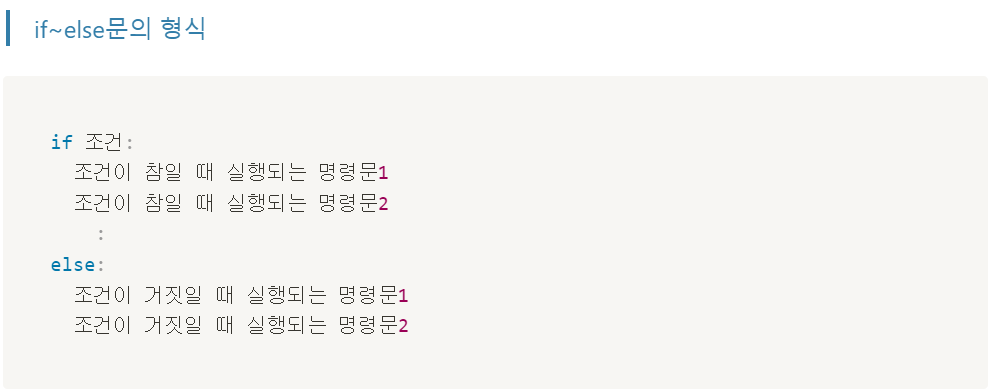 if~else문의 형식
if 조건:
조건이 참일 때 실행되는 명령문1
조건이 참일 때 실행되는 명령문2
:
else:
조건이 거짓일 때 실행되는 명령문1
조건이 거짓일 때 실행되는 명령문2